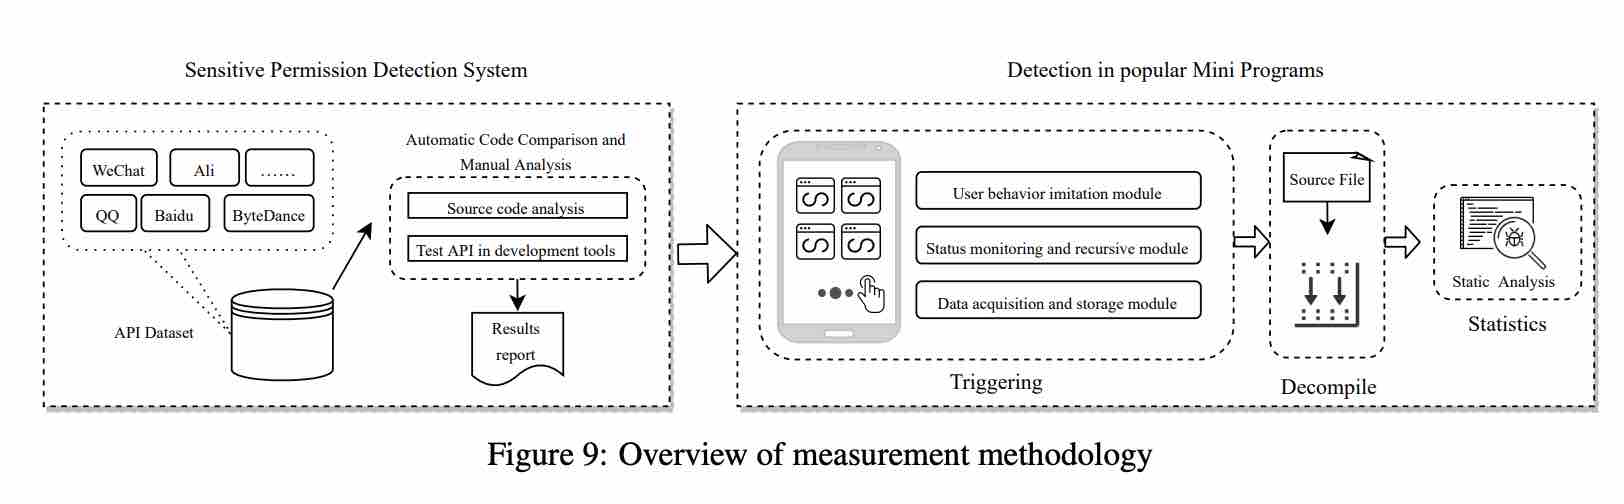 Sensitive Permission Detection System
WeChat
Ali
......
QQ
Baidu
ByteDance
API Dataset
Automatic Code Comparison and
Manual Analysis
Source code analysis
Test API in development tools
Results
report
Detection in popular Mini Programs
User behavior imitation module
Status monitoring and recursive module
Data acquisition and storage module
Triggering
Source File
Decompile
Static Analysis
Statistics
Figure 9: Overview of measurement methodology